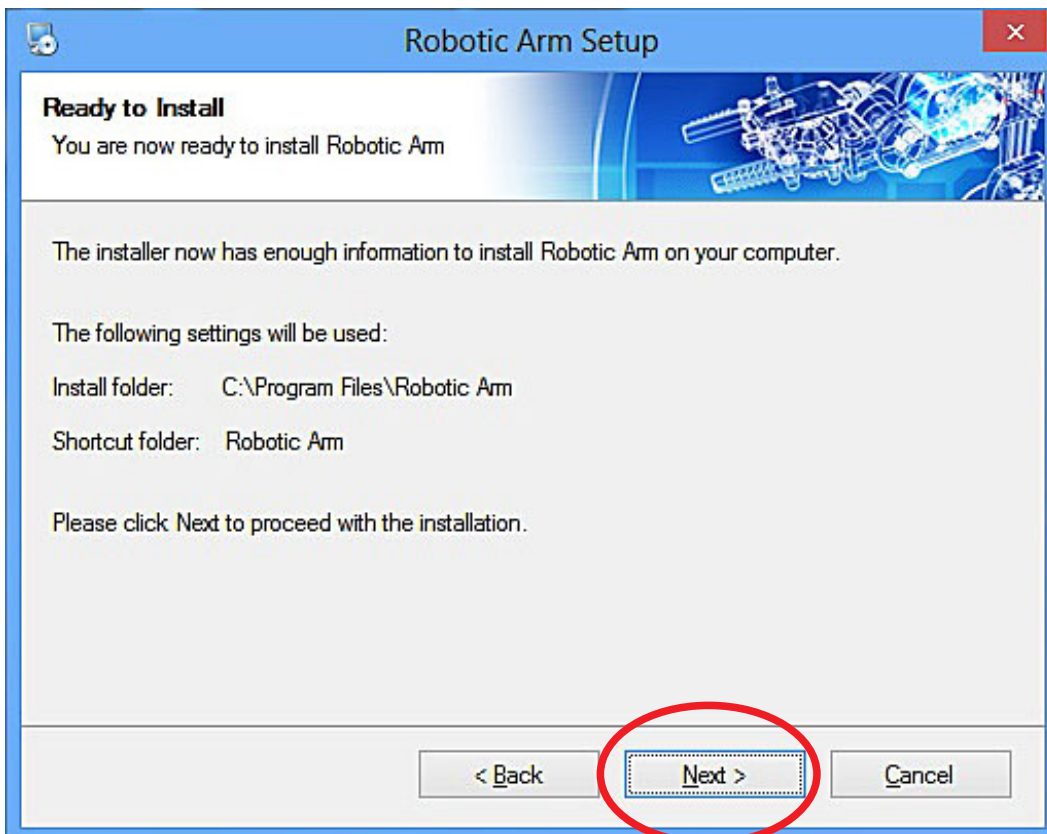 Robotic Arm Setup
Ready to Install
You are now ready to install Robotic Arm
The installer now has enough information to install Robotic Arm on your computer.
The following settings will be used:
Install folder: C:\Program Files\Robotic Arm
Shortcut folder: Robotic Arm
Please click Next to proceed with the installation.
< Back Next > Cancel